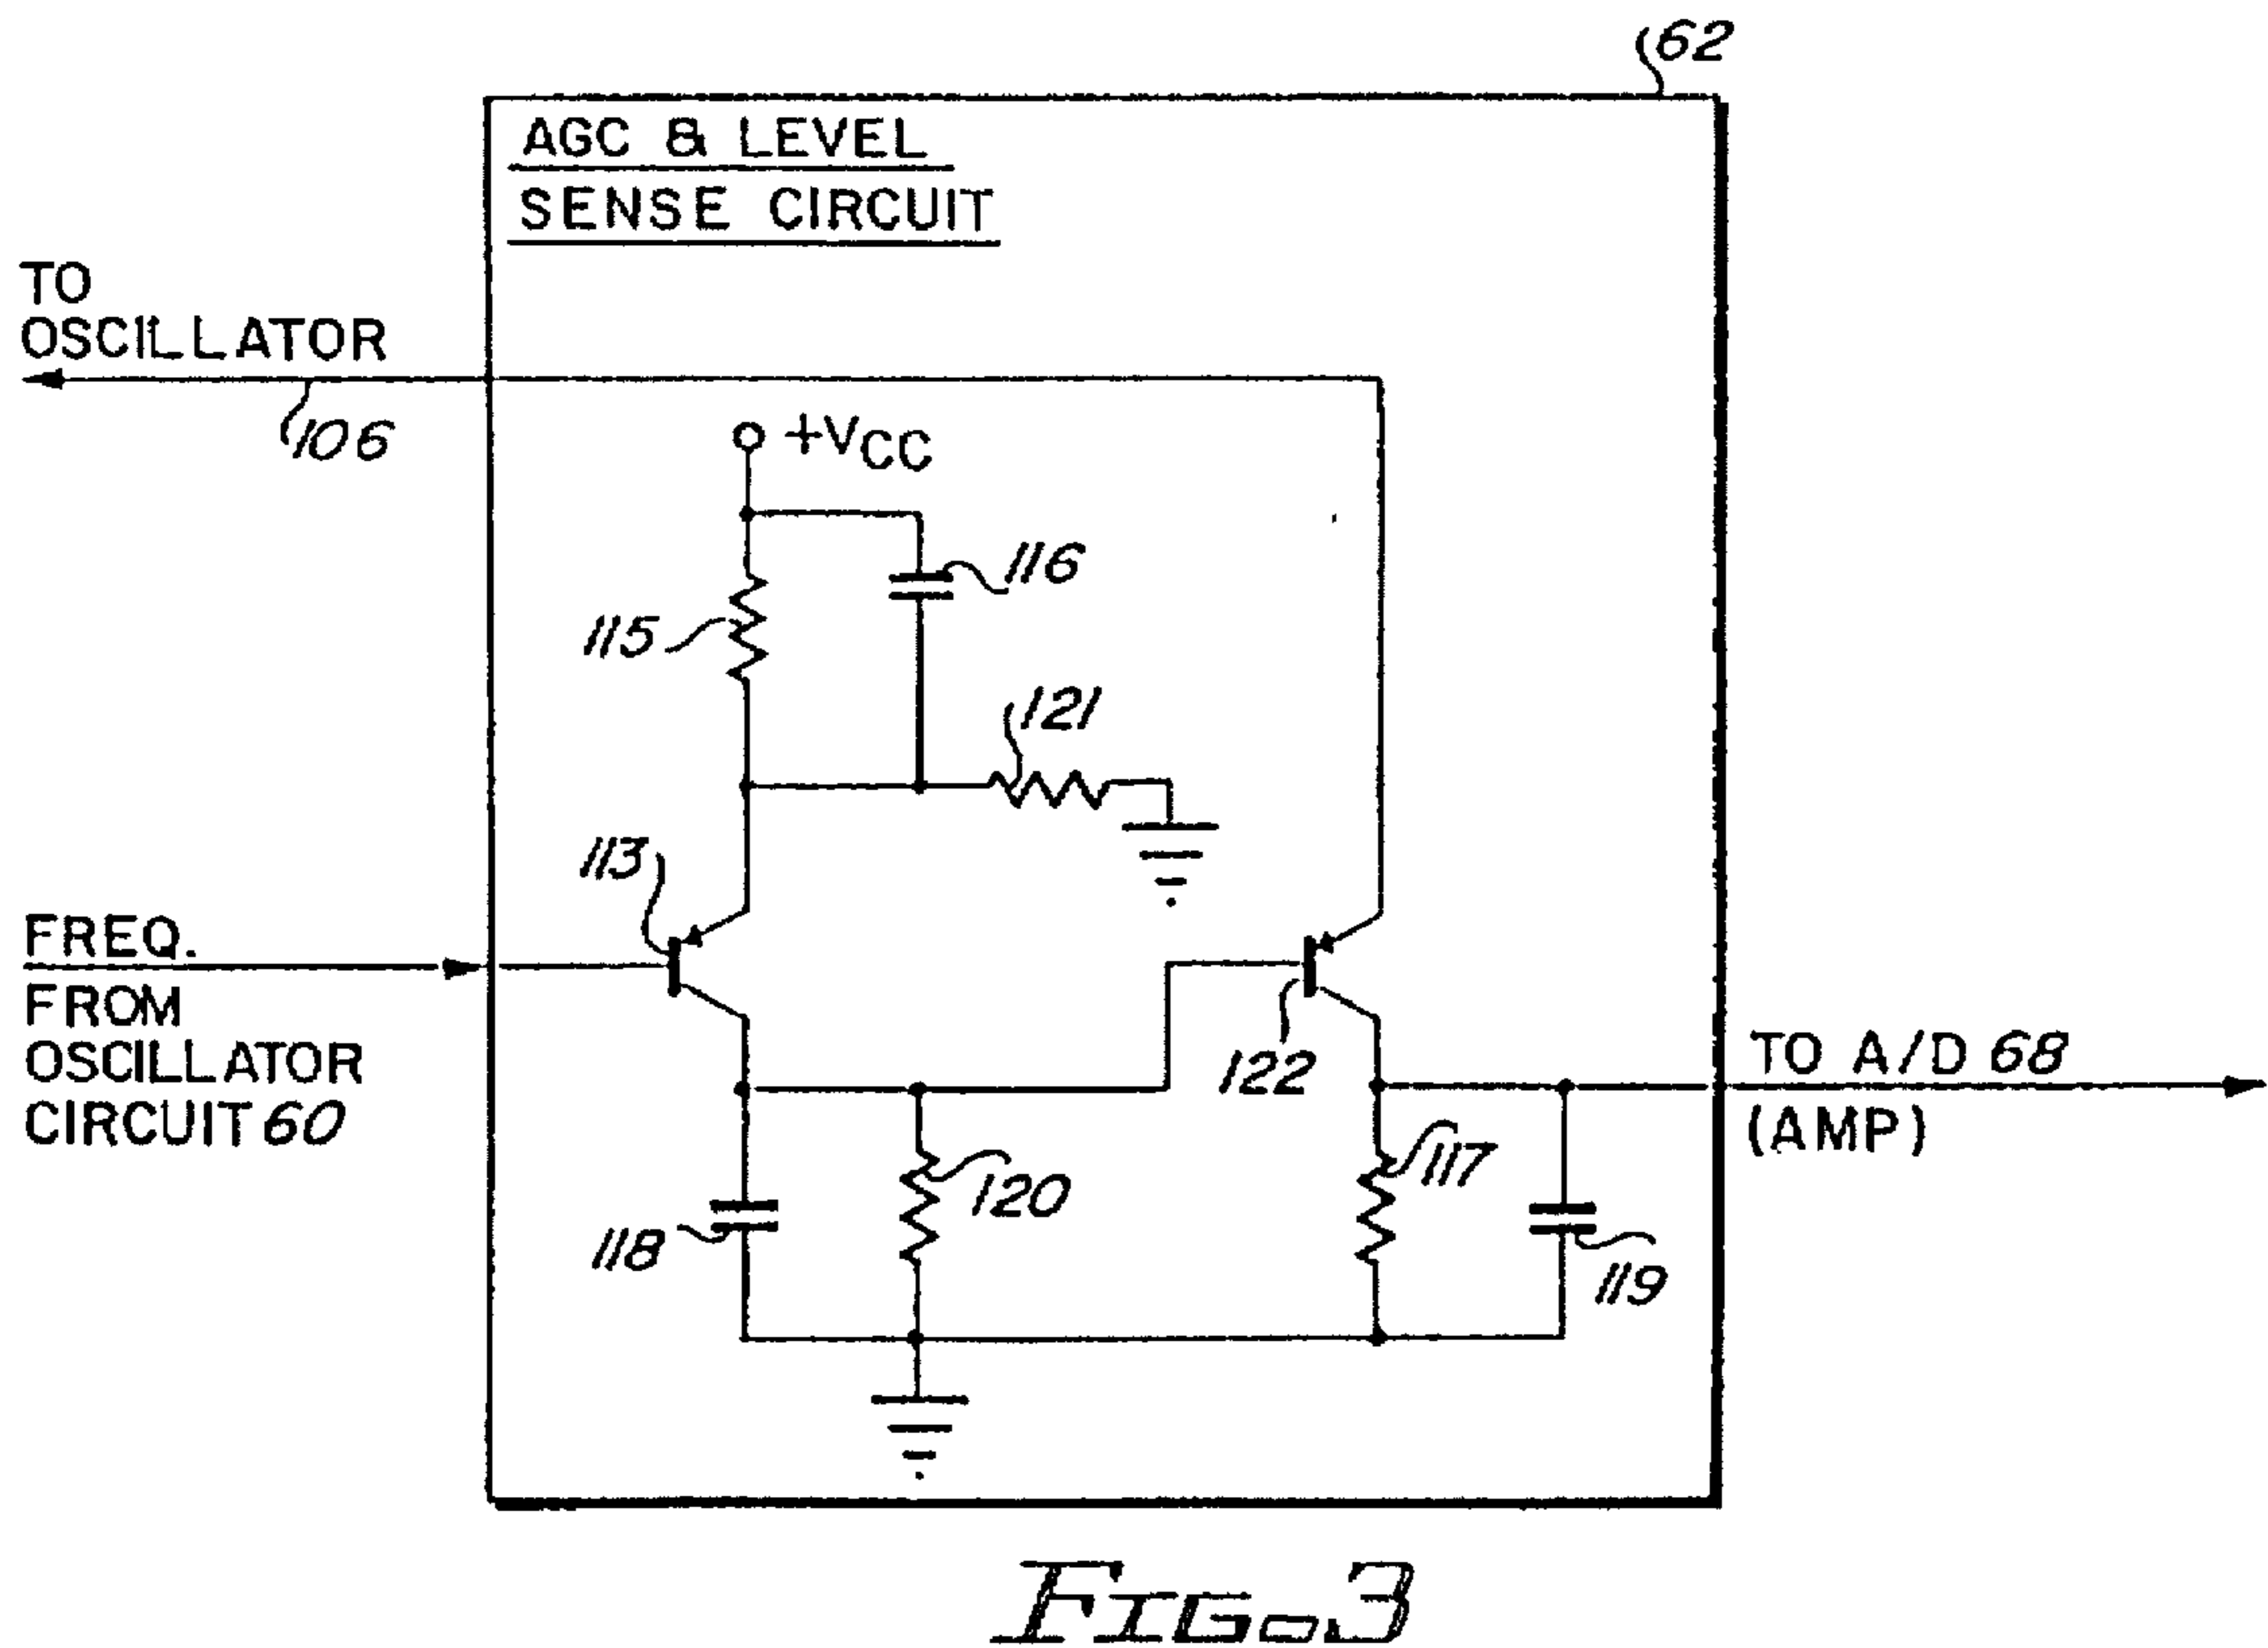 62
AGC & LEVEL
SENSE CIRCUIT
TO
OSCILLATOR
106
+VCC
116
115
121
113
FREQ.
FROM
OSCILLATOR
CIRCUIT 60
122
TO A/D 68
(AMP)
117
120
118
119
FIG. 3